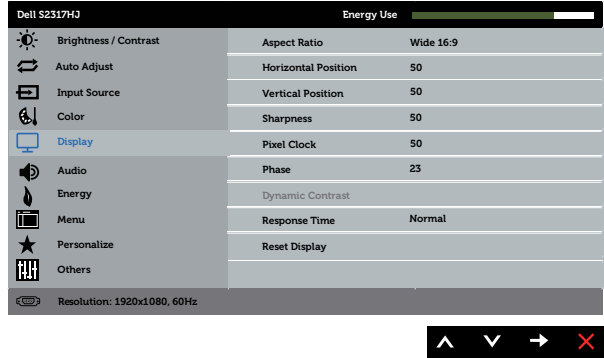 Dell S2317HJ Energy Use
Brightness / Contrast Aspect Ratio Wide 16:9
Auto Adjust Horizontal Position 50
Input Source Vertical Position 50
Color Sharpness 50
Display Pixel Clock 50
Audio Phase 23
Energy Dynamic Contrast
Menu Response Time Normal
Personalize Reset Display
Others
Resolution: 1920x1080, 60Hz